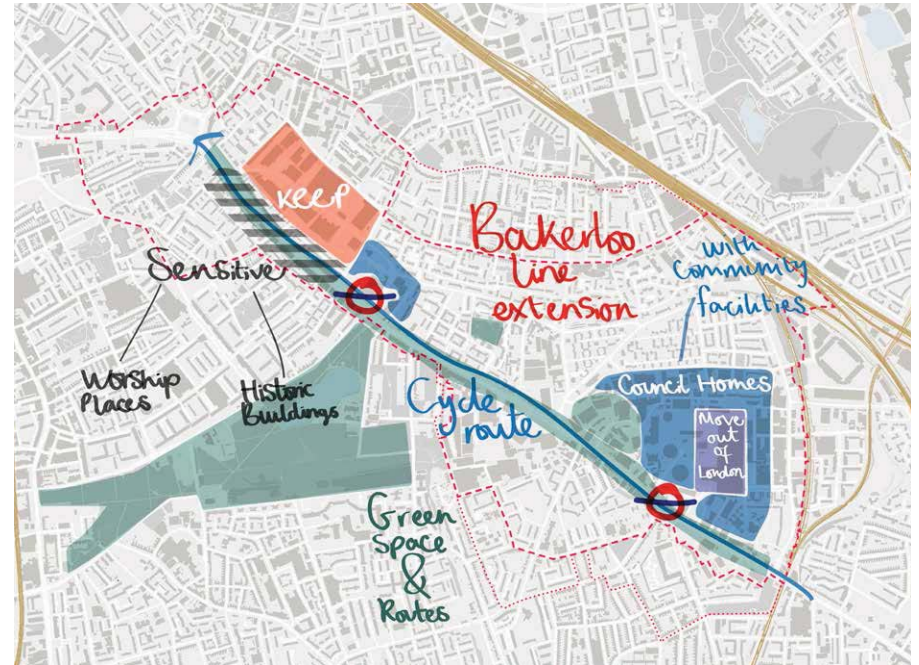 KEEP
Sensitive
Worship
Places
Historic
Buildings
Bakerloo
Line
extension
with
Community
facilities
Council Homes
Move
out
of
London
Cycle
route
Green
Space
&
Routes